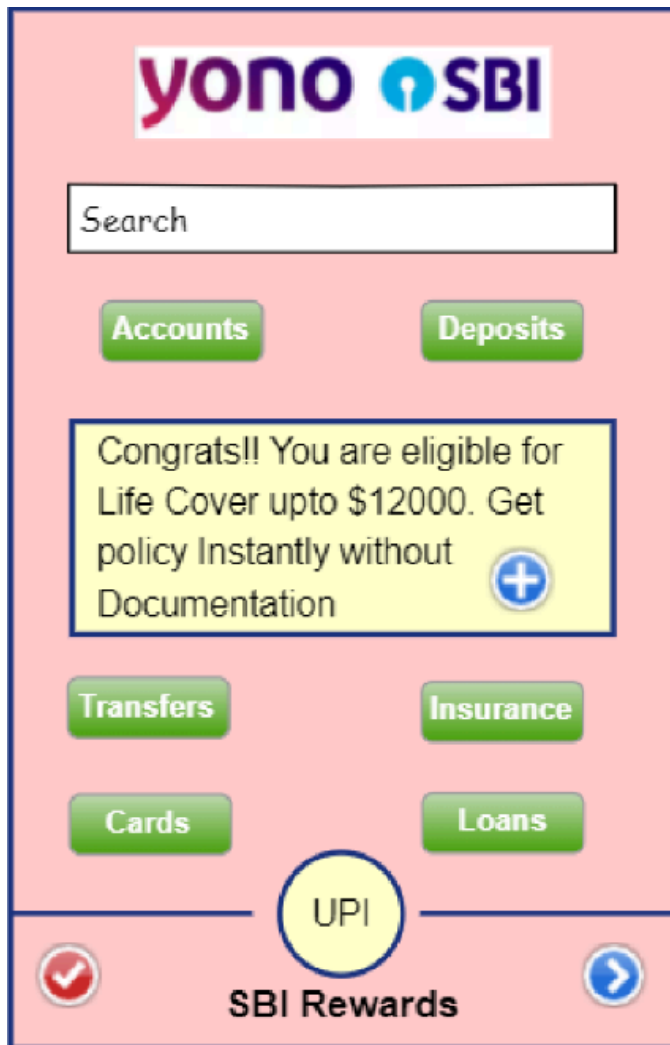 yono SBI
Search
Accounts Deposits
Congrats!! You are eligible for
Life Cover upto $12000. Get
policy Instantly without
Documentation
Transfers Insurance
Cards Loans
UPI
SBI Rewards